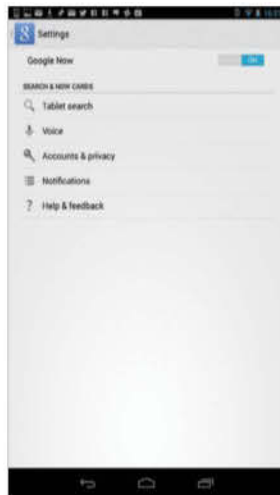 Settings
Google Now
On
SEARCH & NOW CARDS
Tablet search
Voice
Accounts & privacy
Notifications
Help & feedback